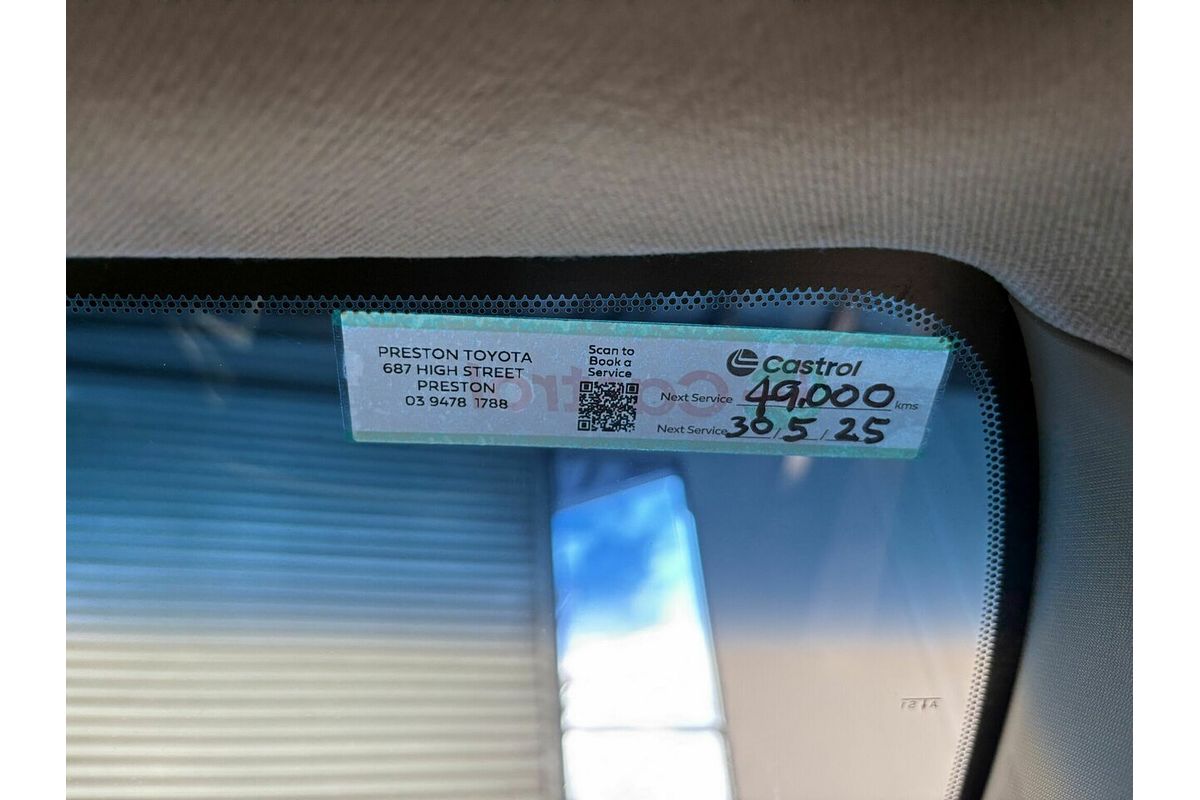 PRESTON TOYOTA
687 HIGH STREET
PRESTON
03 9478 1788
Scan to
Book a
Service
Castrol
Next Service 49,000 kms
Next Service 30/5/25